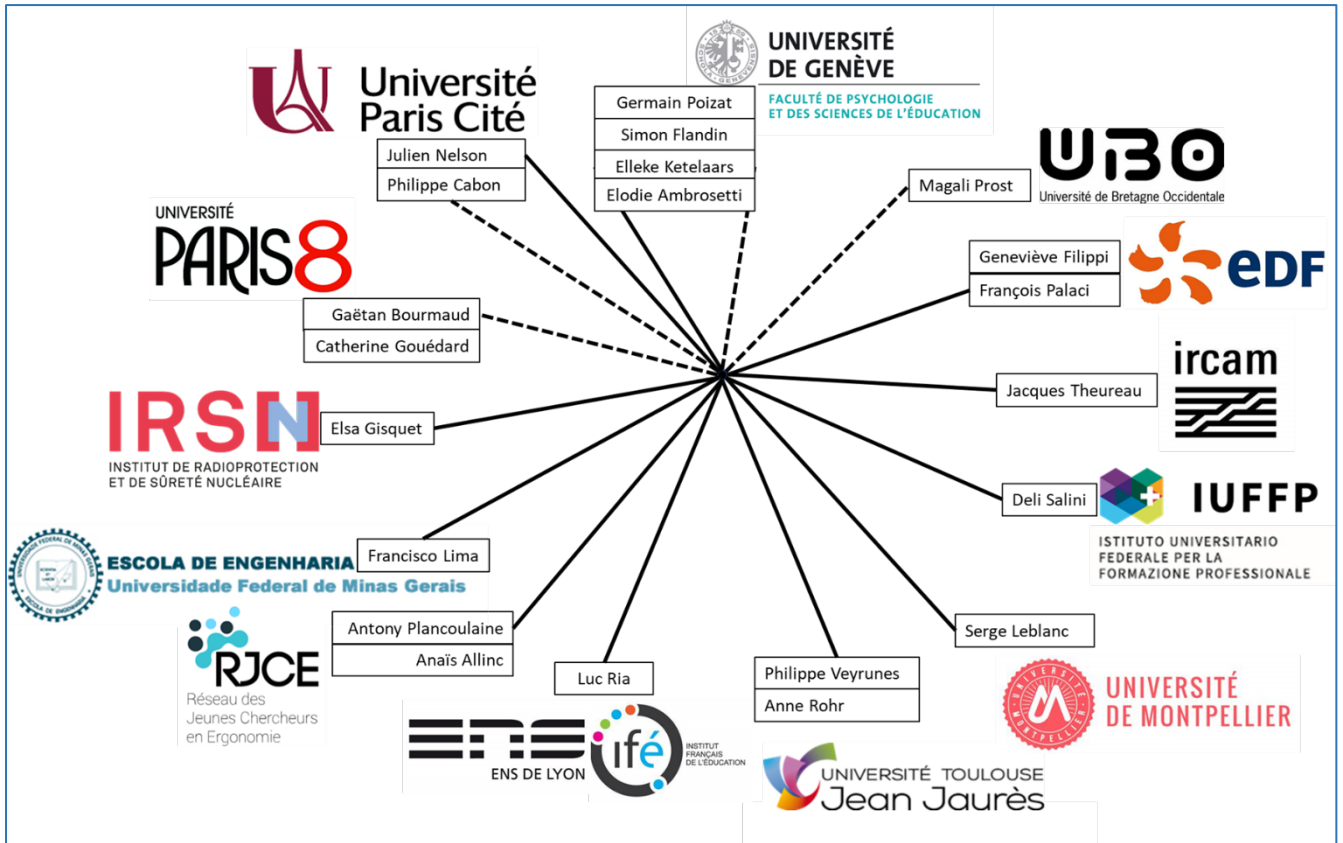 UNIVERSITÉ
DE GENÈVE
FACULTÉ DE PSYCHOLOGIE
ET DES SCIENCES DE L'ÉDUCATION
Germain Poizat
Simon Flandin
Elleke Ketelaars
Elodie Ambrosetti
Université
Paris Cité
Julien Nelson
Philippe Cabon
UBO
Université de Bretagne Occidentale
Magali Prost
UNIVERSITÉ
PARIS8
Gaëtan Bourmaud
Catherine Gouédard
eDF
Geneviève Filippi
François Palaci
ircam
Jacques Theureau
IRSN
INSTITUT DE RADIOPROTECTION
ET DE SÛRETÉ NUCLÉAIRE
Elsa Gisquet
IUFFP
ISTITUTO UNIVERSITARIO
FEDERALE PER LA
FORMAZIONE PROFESSIONALE
Deli Salini
ESCOLA DE ENGENHARIA
Universidade Federal de Minas Gerais
Francisco Lima
RJCE
Réseau des
Jeunes Chercheurs
en Ergonomie
Antony Plancoulaine
Anaïs Allinc
Serge Leblanc
UNIVERSITÉ
DE MONTPELLIER
Luc Ria
ENS
ENS DE LYON
ifé
INSTITUT
FRANÇAIS
DE L'ÉDUCATION
Philippe Veyrunes
Anne Rohr
UNIVERSITÉ TOULOUSE
Jean Jaurès